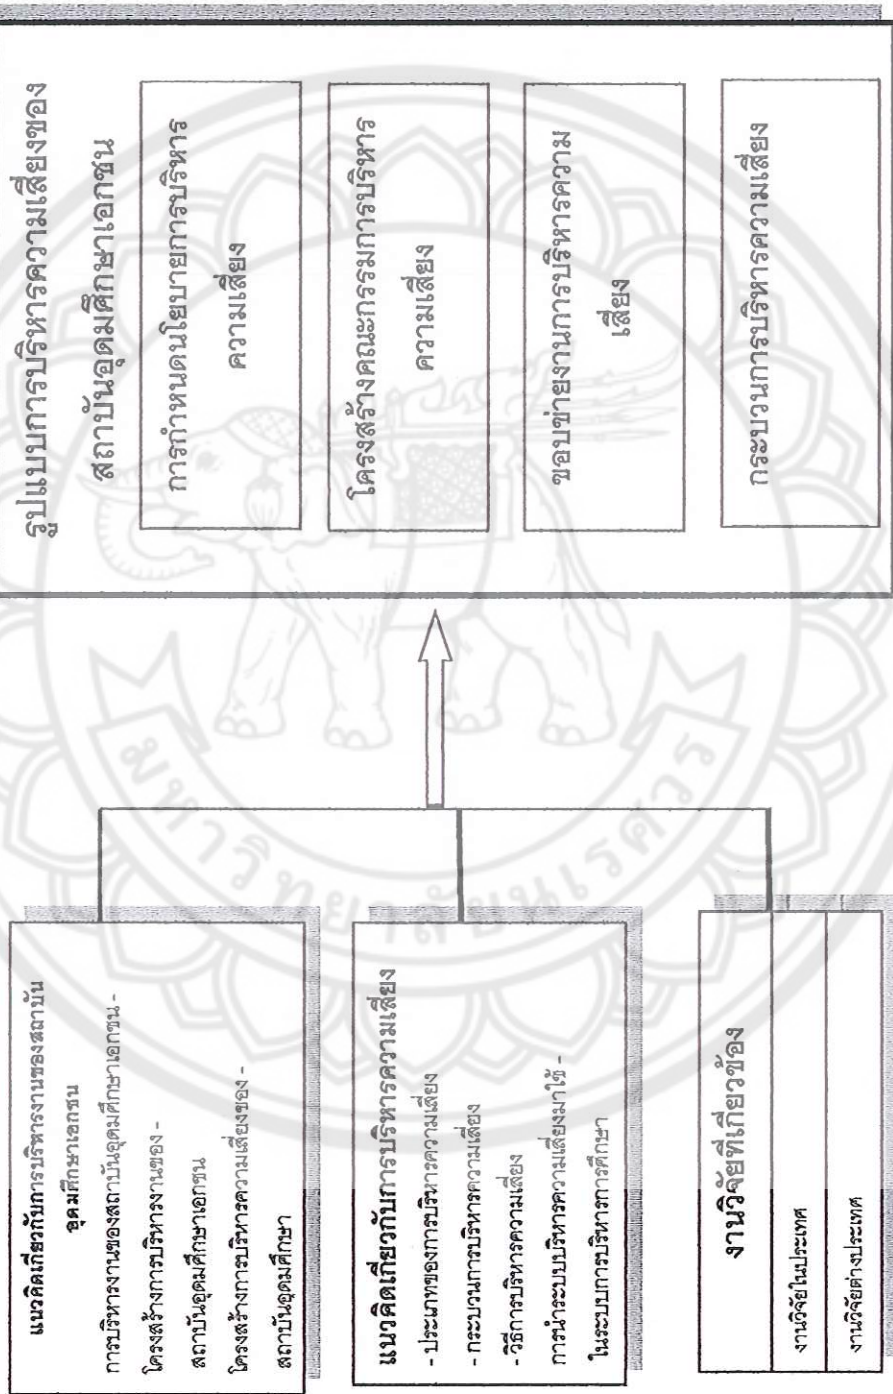 แนวคิดเกี่ยวกับการบริหารงานของสถาบัน
อุดมศึกษาเอกชน
การบริหารงานของสถาบันอุดมศึกษาเอกชน -
โครงสร้างการบริหารงานของ -
สถาบันอุดมศึกษาเอกชน
โครงสร้างการบริหารความเสี่ยงของ -
สถาบันอุดมศึกษา
แนวคิดเกี่ยวกับการบริหารความเสี่ยง
- ประเภทของการบริหารความเสี่ยง
- กระบวนการบริหารความเสี่ยง
- วิธีการบริหารความเสี่ยง
การนำระบบบริหารความเสี่ยงมาใช้ -
ในระบบการบริหารการศึกษา
งานวิจัยที่เกี่ยวข้อง
งานวิจัยในประเทศ
งานวิจัยต่างประเทศ
รูปแบบการบริหารความเสี่ยงของ
สถาบันอุดมศึกษาเอกชน
การกำหนดนโยบายการบริหาร
ความเสี่ยง
โครงสร้างคณะกรรมการบริหาร
ความเสี่ยง
ขอบข่ายงานการบริหารความ
เสี่ยง
กระบวนการบริหารความเสี่ยง
มหาวิทยาลัยนเรศวร